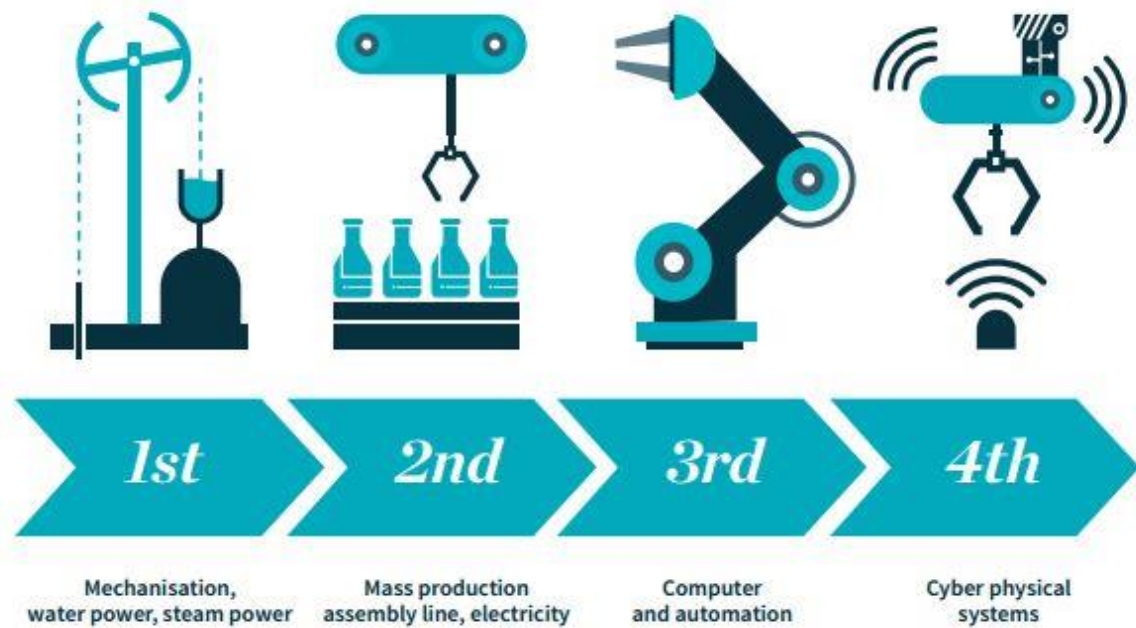 1st
2nd
3rd
4th
Mechanisation,
water power, steam power
Mass production
assembly line, electricity
Computer
and automation
Cyber physical
systems